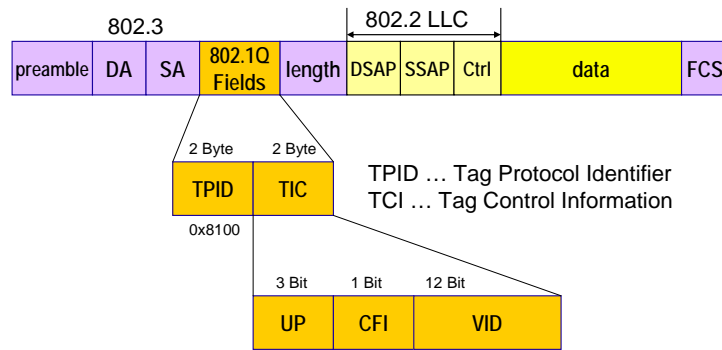 802.3
802.2 LLC
preamble DA SA 802.1Q Fields length DSAP SSAP Ctrl data FCS
2 Byte 2 Byte
TPID TIC
TPID … Tag Protocol Identifier
TCI … Tag Control Information
0x8100
3 Bit 1 Bit 12 Bit
UP CFI VID